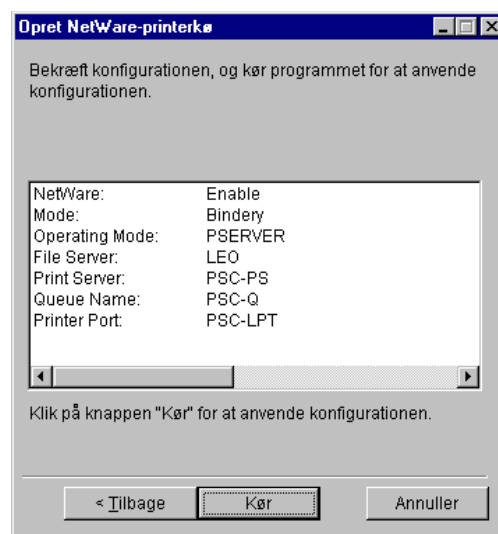 Opret NetWare-printerkø
Bekræft konfigurationen, og kør programmet for at anvende
konfigurationen.
NetWare: Enable
Mode: Bindery
Operating Mode: PSERVER
File Server: LEO
Print Server: PSC-PS
Queue Name: PSC-Q
Printer Port: PSC-LPT
Klik på knappen "Kør" for at anvende konfigurationen.
< Tilbage Kør Annuller